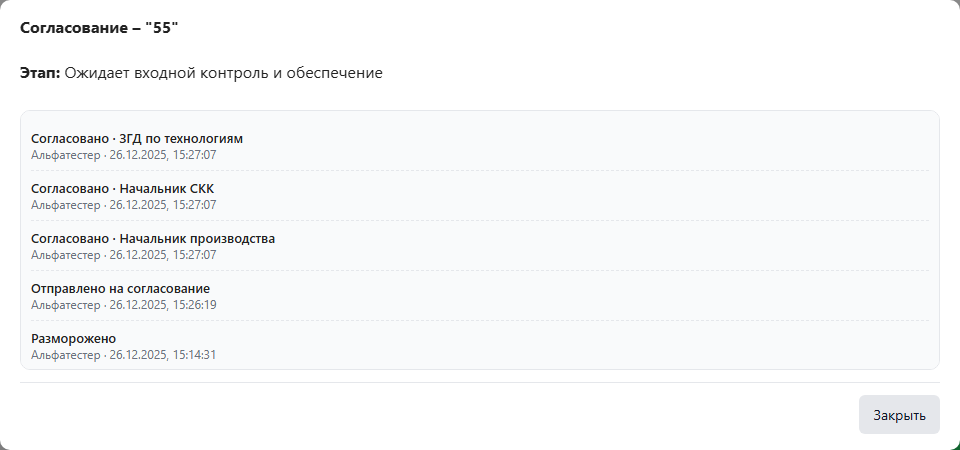 Согласование – "55"
Этап: Ожидает входной контроль и обеспечение
Согласовано · ЗГД по технологиям
Альфатестер · 26.12.2025, 15:27:07
Согласовано · Начальник СКК
Альфатестер · 26.12.2025, 15:27:07
Согласовано · Начальник производства
Альфатестер · 26.12.2025, 15:27:07
Отправлено на согласование
Альфатестер · 26.12.2025, 15:26:19
Разморожено
Альфатестер · 26.12.2025, 15:14:31
Закрыть